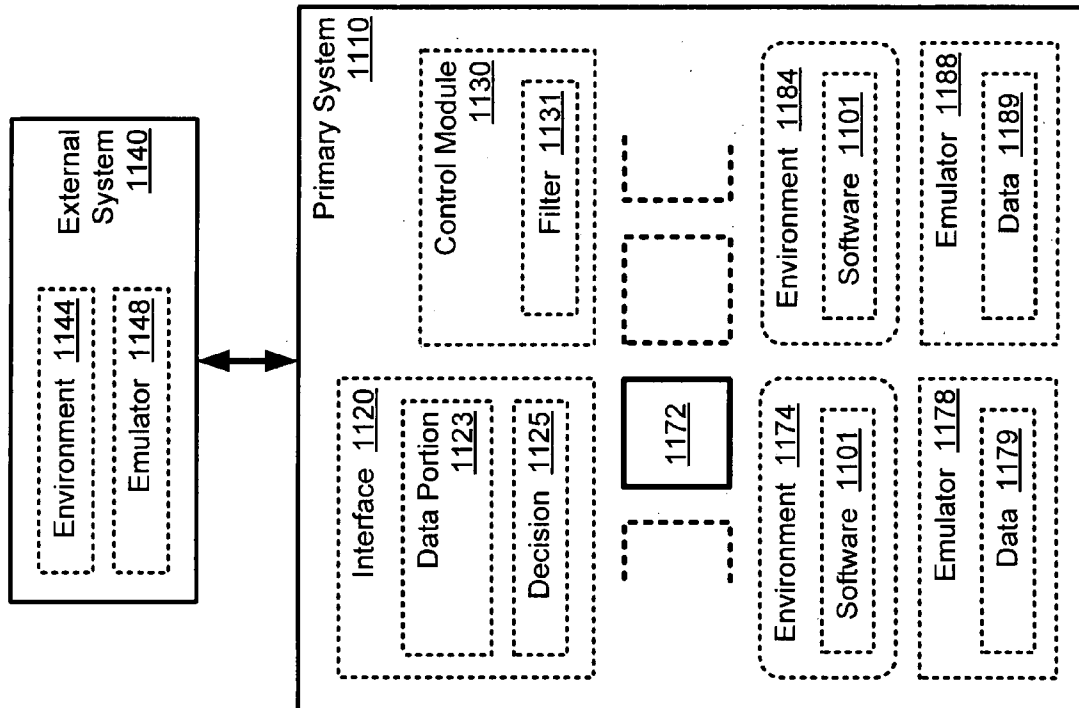 External
System
1140
Environment 1144
Emulator 1148
Primary System
1110
Interface 1120
Data Portion
1123
Decision 1125
Control Module
1130
Filter 1131
1172
Environment 1174
Software 1101
Environment 1184
Software 1101
Emulator 1178
Data 1179
Emulator 1188
Data 1189